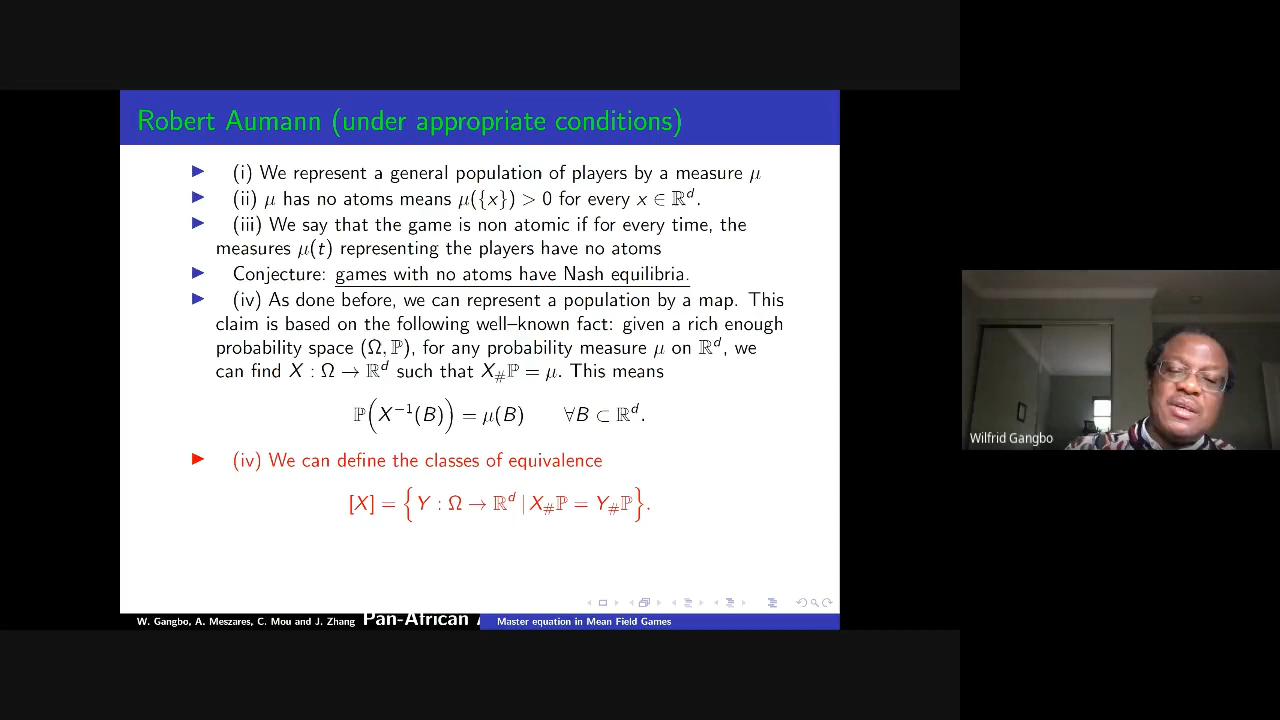 Robert Aumann (under appropriate conditions)
(i) We represent a general population of players by a measure μ
(ii) μ has no atoms means μ({x}) > 0 for every x ∈ ℝᵈ.
(iii) We say that the game is non atomic if for every time, the
measures μ(t) representing the players have no atoms
Conjecture: games with no atoms have Nash equilibria.
(iv) As done before, we can represent a population by a map. This
claim is based on the following well–known fact: given a rich enough
probability space (Ω, ℙ), for any probability measure μ on ℝᵈ, we
can find X : Ω → ℝᵈ such that X#ℙ = μ. This means
ℙ(X⁻¹(B)) = μ(B) ∀B ⊂ ℝᵈ.
(iv) We can define the classes of equivalence
[X] = {Y : Ω → ℝᵈ | X#ℙ = Y#ℙ}.
W. Gangbo, A. Meszares, C. Mou and J. Zhang Pan-African Master equation in Mean Field Games
Wilfrid Gangbo